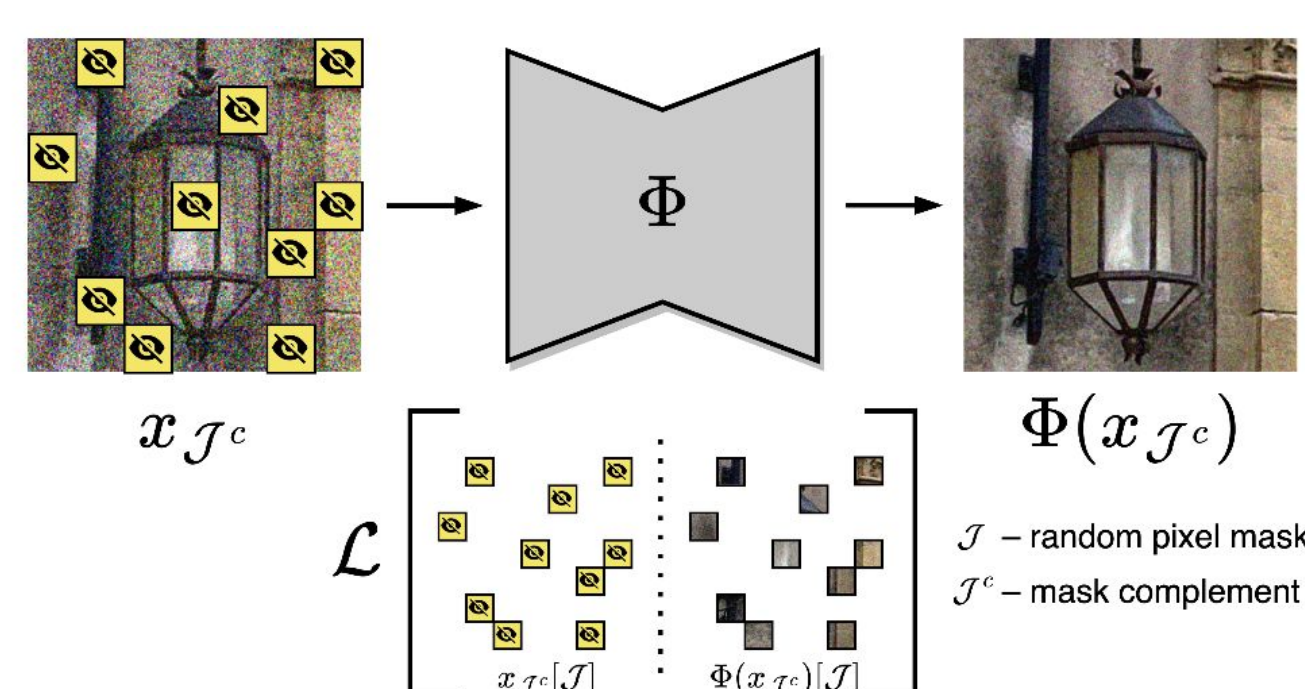 Φ
x_{𝒥^c}
Φ(x_{𝒥^c})
ℒ
𝒥 – random pixel mask
𝒥^c – mask complement
x_{𝒥^c}[𝒥]
Φ(x_{𝒥^c})[𝒥]